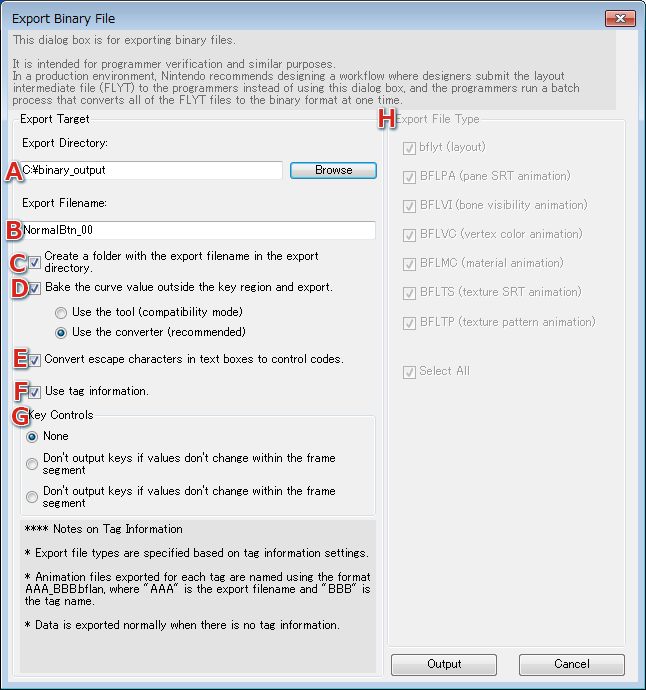 Export Binary File
This dialog box is for exporting binary files.
It is intended for programmer verification and similar purposes.
In a production environment, Nintendo recommends designing a workflow where designers submit the layout
intermediate file (FLYT) to the programmers instead of using this dialog box, and the programmers run a batch
process that converts all of the FLYT files to the binary format at one time.
Export Target
Export Directory:
A
C:¥binary_output
Browse
Export Filename:
B
NormalBtn_00
C
Create a folder with the export filename in the export
directory.
D
Bake the curve value outside the key region and export.
Use the tool (compatibility mode)
Use the converter (recommended)
E
Convert escape characters in text boxes to control codes.
F
Use tag information.
G
Key Controls
None
Don't output keys if values don't change within the frame
segment
Don't output keys if values don't change within the frame
segment
**** Notes on Tag Information
* Export file types are specified based on tag information settings.
* Animation files exported for each tag are named using the format
AAA_BBB.bflan, where "AAA" is the export filename and "BBB" is
the tag name.
* Data is exported normally when there is no tag information.
H
Export File Type
bflyt (layout)
BFLPA (pane SRT animation)
BFLVI (bone visibility animation)
BFLVC (vertex color animation)
BFLMC (material animation)
BFLTS (texture SRT animation)
BFLTP (texture pattern animation)
Select All
Output
Cancel